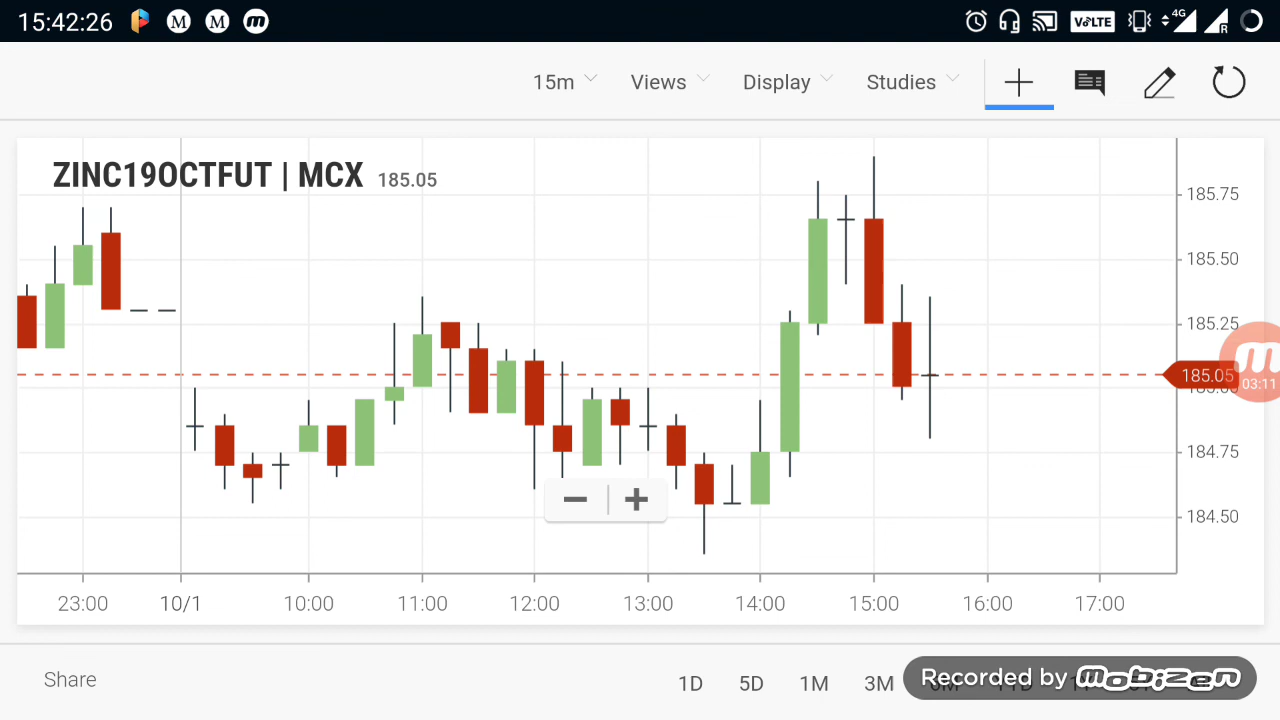 15:42:26 M M m VoLTE 4G R
15m Views Display Studies
ZINC19OCTFUT | MCX 185.05
185.75
185.50
185.25
185.05
03:11
184.75
184.50
23:00 10/1 10:00 11:00 12:00 13:00 14:00 15:00 16:00 17:00
Share 1D 5D 1M 3M Recorded by mobizen